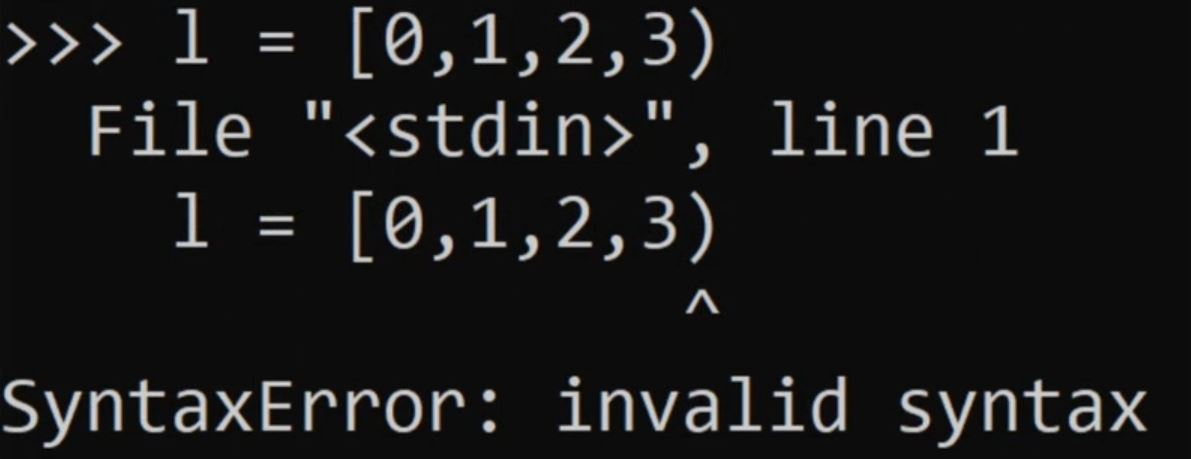 >>> l = [0,1,2,3)
  File "<stdin>", line 1
    l = [0,1,2,3)
                ^
SyntaxError: invalid syntax